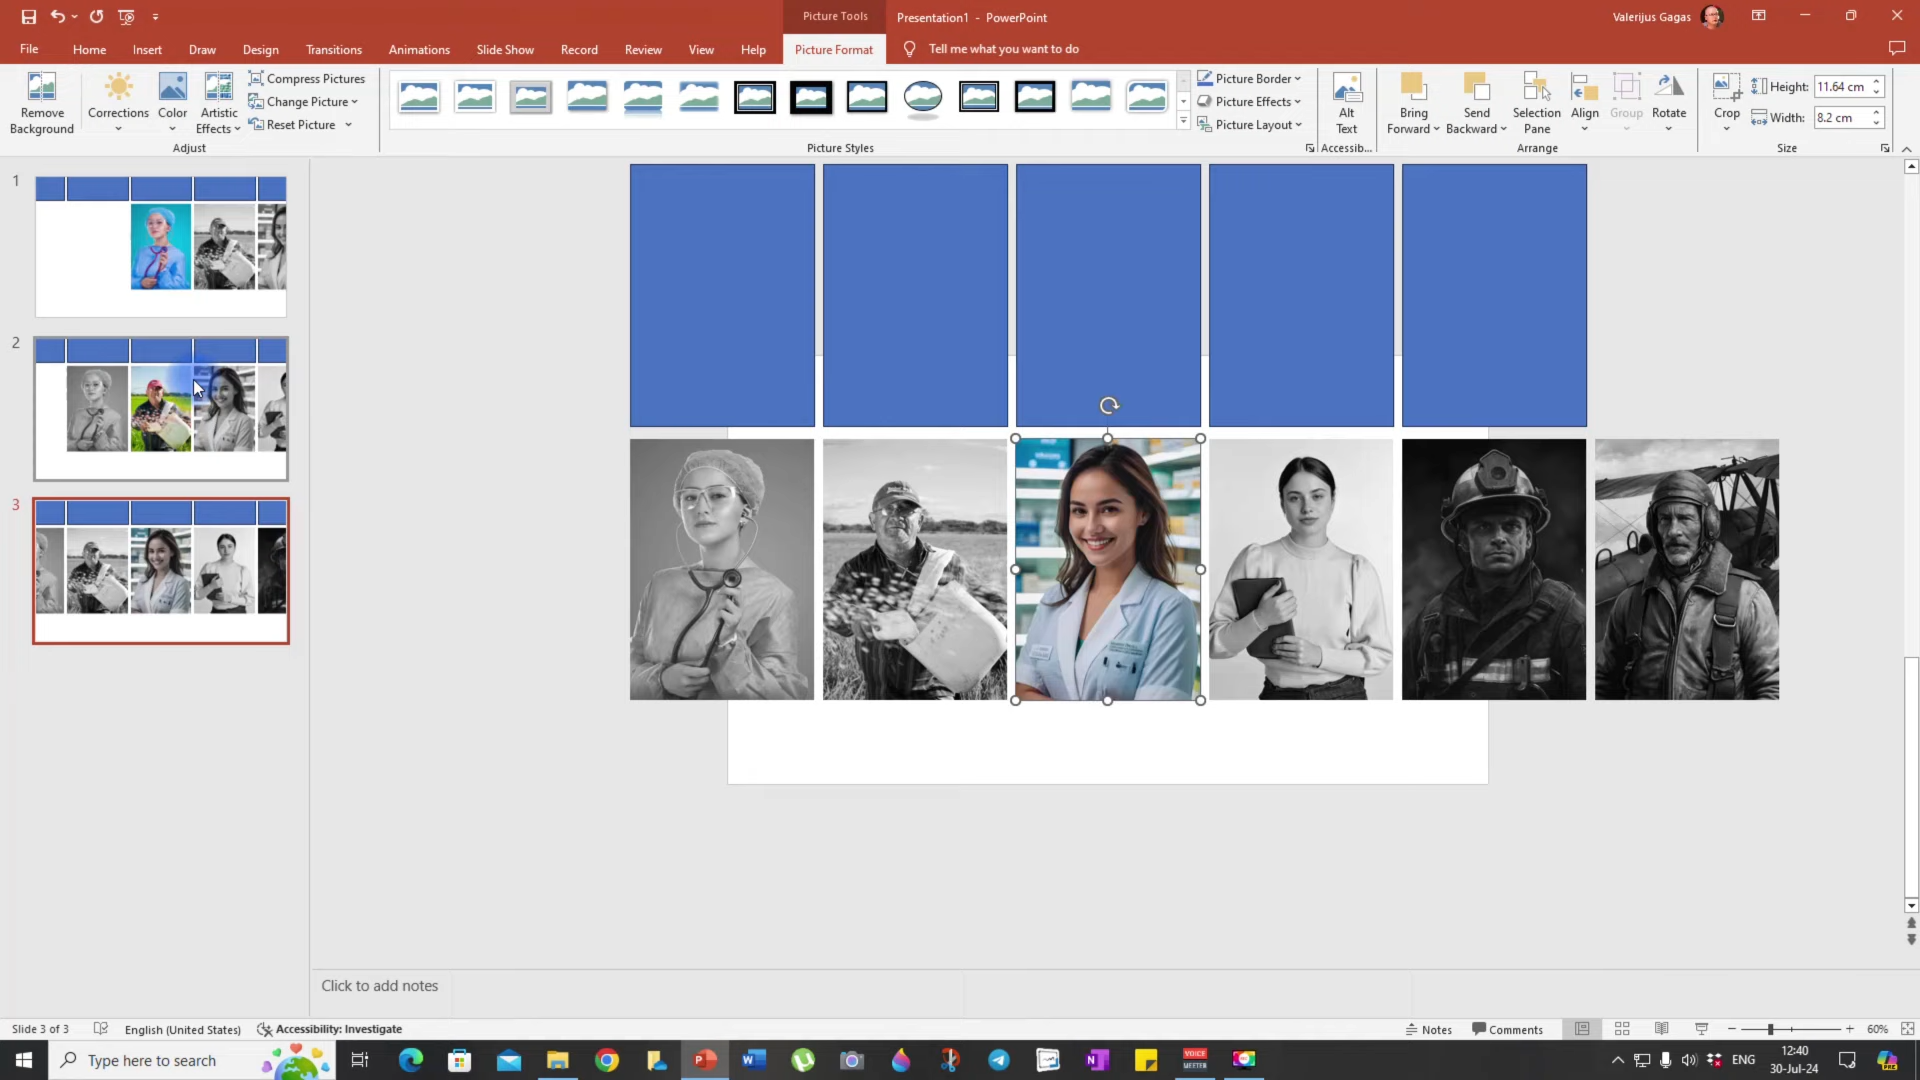 Picture Tools
Presentation1 - PowerPoint
Valerijus Gagas
File Home Insert Draw Design Transitions Animations Slide Show Record Review View Help Picture Format Tell me what you want to do
Remove Background
Corrections
Color
Artistic Effects
Compress Pictures
Change Picture
Reset Picture
Adjust
Picture Styles
Picture Border
Picture Effects
Picture Layout
Alt Text
Accessib...
Bring Forward
Send Backward
Selection Pane
Align
Group
Rotate
Arrange
Crop
Height: 11.64 cm
Width: 8.2 cm
Size
1
2
3
Click to add notes
Slide 3 of 3
English (United States)
Accessibility: Investigate
Notes
Comments
60%
Type here to search
VOICE
MEETER
ENG
12:40
30-Jul-24